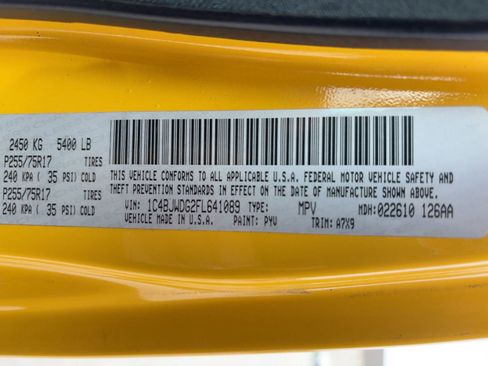 2450 KG 5400 LB
P255/75R17 TIRES
240 KPA ( 35 PSI) COLD
P255/75R17 TIRES
240 KPA ( 35 PSI) COLD
THIS VEHICLE CONFORMS TO ALL APPLICABLE U.S.A. FEDERAL MOTOR VEHICLE SAFETY AND
THEFT PREVENTION STANDARDS IN EFFECT ON THE DATE OF MANUFACTURE SHOWN ABOVE.
VIN: 1C4BJWDG2FL641089 TYPE: MPV MDH: 022610 126AA
VEHICLE MADE IN U.S.A. PAINT: PYV TRIM: A7X9